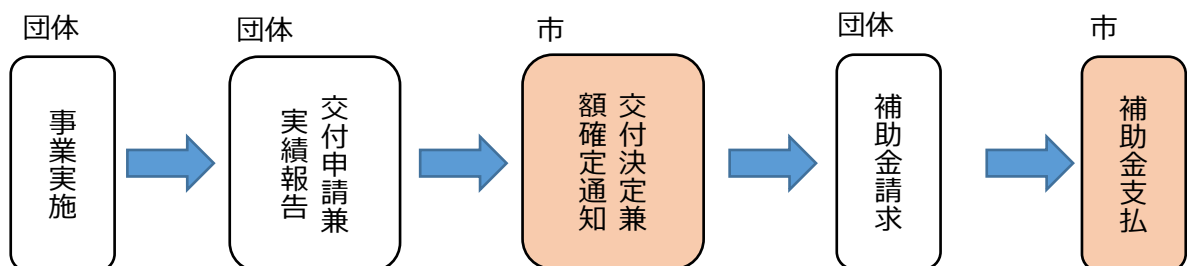 団体
事業実施
団体
交付申請兼
実績報告
市
交付決定兼
額確定通知
団体
補助金請求
市
補助金支払